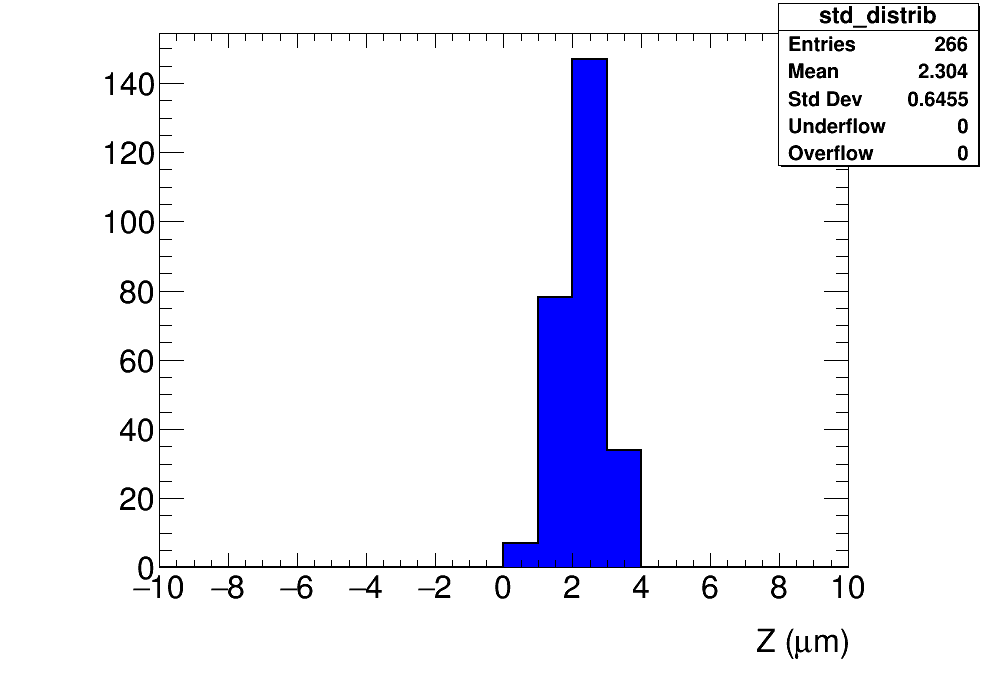 std_distrib
Entries 266
Mean 2.304
Std Dev 0.6455
Underflow 0
Overflow 0
140
120
100
80
60
40
20
0
−10 −8 −6 −4 −2 0 2 4 6 8 10
Z (μm)